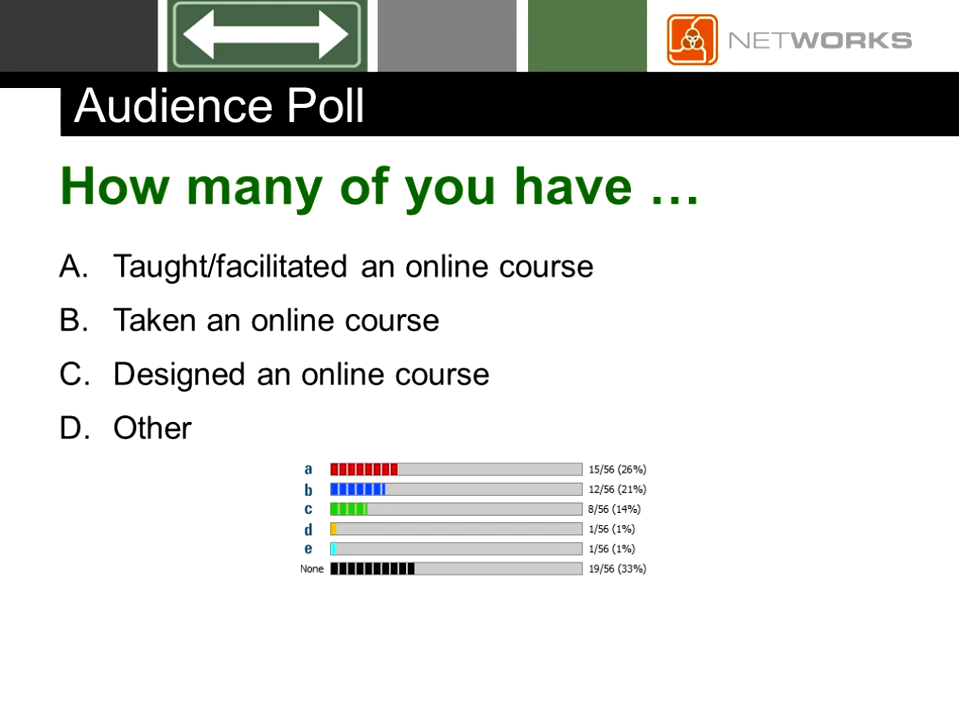 NETWORKS
Audience Poll
How many of you have …
A. Taught/facilitated an online course
B. Taken an online course
C. Designed an online course
D. Other
a 15/56 (26%)
b 12/56 (21%)
c 8/56 (14%)
d 1/56 (1%)
e 1/56 (1%)
None 19/56 (33%)